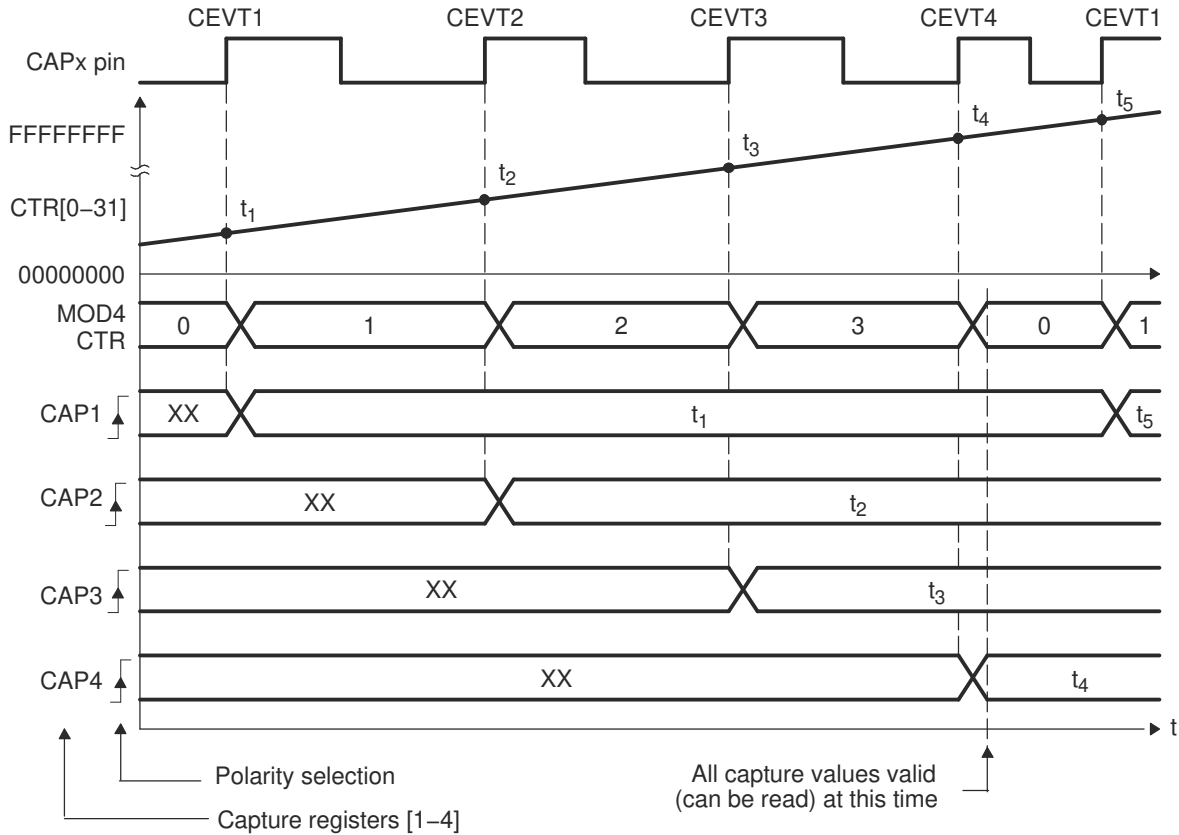 CEVT1 CEVT2 CEVT3 CEVT4 CEVT1
CAPx pin
t5
FFFFFFFF
t4
t3
t2
CTR[0−31]
t1
00000000
MOD4
CTR
0 1 2 3 0 1
CAP1 XX t1 t5
CAP2 XX t2
CAP3 XX t3
CAP4 XX t4
t
Polarity selection
Capture registers [1−4]
All capture values valid
(can be read) at this time